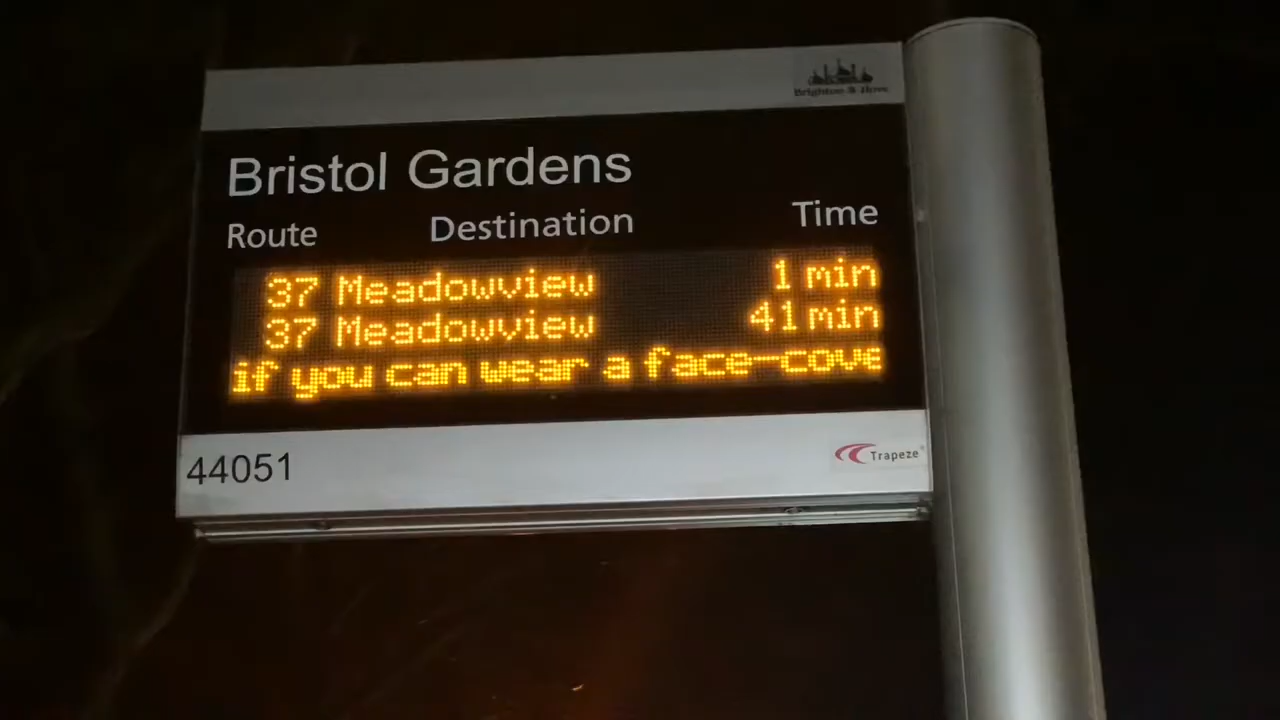 Brighton & Hove
Bristol Gardens
Route Destination Time
37 Meadowview 1 min
37 Meadowview 41 min
if you can wear a face-cove
44051
Trapeze